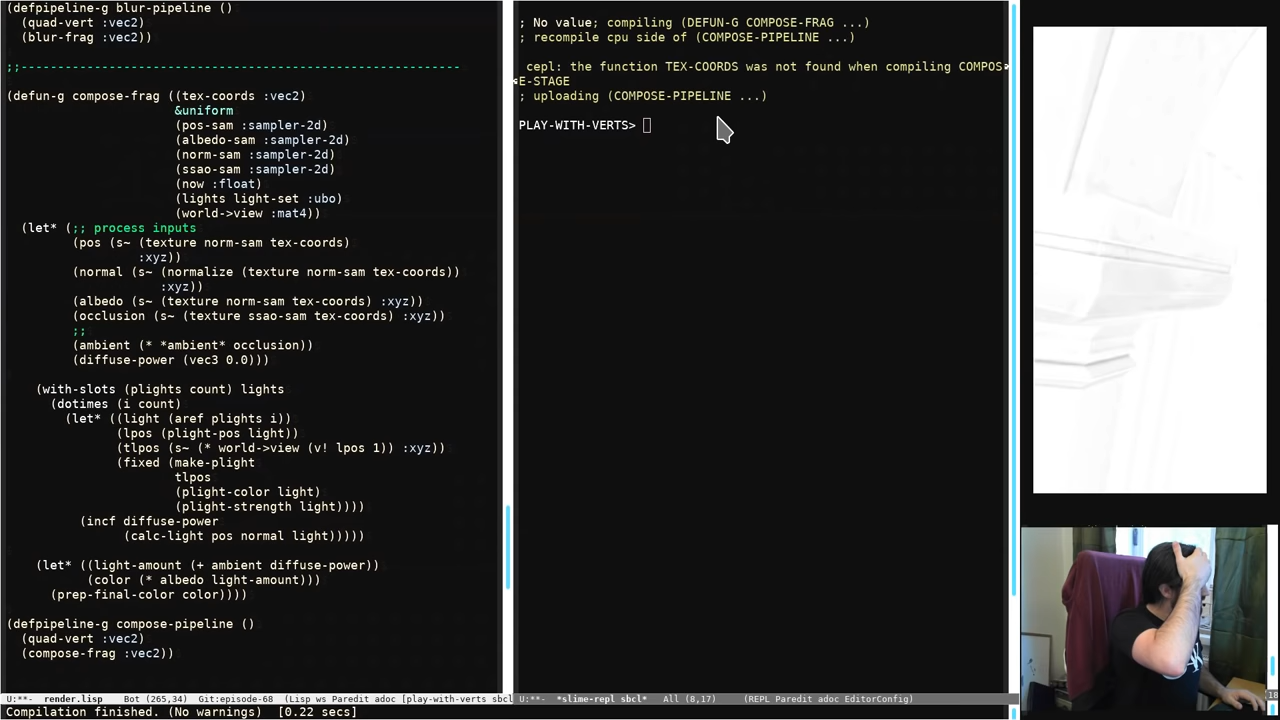 (defpipeline-g blur-pipeline ()
  (quad-vert :vec2)
  (blur-frag :vec2))
;;------------------------------------------------------------
(defun-g compose-frag ((tex-coords :vec2)
                       &uniform
                       (pos-sam :sampler-2d)
                       (albedo-sam :sampler-2d)
                       (norm-sam :sampler-2d)
                       (ssao-sam :sampler-2d)
                       (now :float)
                       (lights light-set :ubo)
                       (world->view :mat4))
  (let* (;; process inputs
         (pos (s~ (texture norm-sam tex-coords)
                  :xyz))
         (normal (s~ (normalize (texture norm-sam tex-coords))
                     :xyz))
         (albedo (s~ (texture norm-sam tex-coords) :xyz))
         (occlusion (s~ (texture ssao-sam tex-coords) :xyz))
         ;;
         (ambient (* *ambient* occlusion))
         (diffuse-power (vec3 0.0)))
    (with-slots (plights count) lights
      (dotimes (i count)
        (let* ((light (aref plights i))
               (lpos (plight-pos light))
               (tlpos (s~ (* world->view (v! lpos 1)) :xyz))
               (fixed (make-plight
                       tlpos
                       (plight-color light)
                       (plight-strength light))))
          (incf diffuse-power
                (calc-light pos normal light)))))
    (let* ((light-amount (+ ambient diffuse-power))
           (color (* albedo light-amount)))
      (prep-final-color color))))
(defpipeline-g compose-pipeline ()
  (quad-vert :vec2)
  (compose-frag :vec2))
U:**-  render.lisp    Bot (265,34)  Git:episode-68  (Lisp ws Paredit adoc [play-with-verts sbcl
Compilation finished. (No warnings)  [0.22 secs]
; No value; compiling (DEFUN-G COMPOSE-FRAG ...)
; recompile cpu side of (COMPOSE-PIPELINE ...)
 cepl: the function TEX-COORDS was not found when compiling COMPOS
E-STAGE
; uploading (COMPOSE-PIPELINE ...)
PLAY-WITH-VERTS>
U:**-  *slime-repl sbcl*   All (8,17)     (REPL Paredit adoc EditorConfig)
18